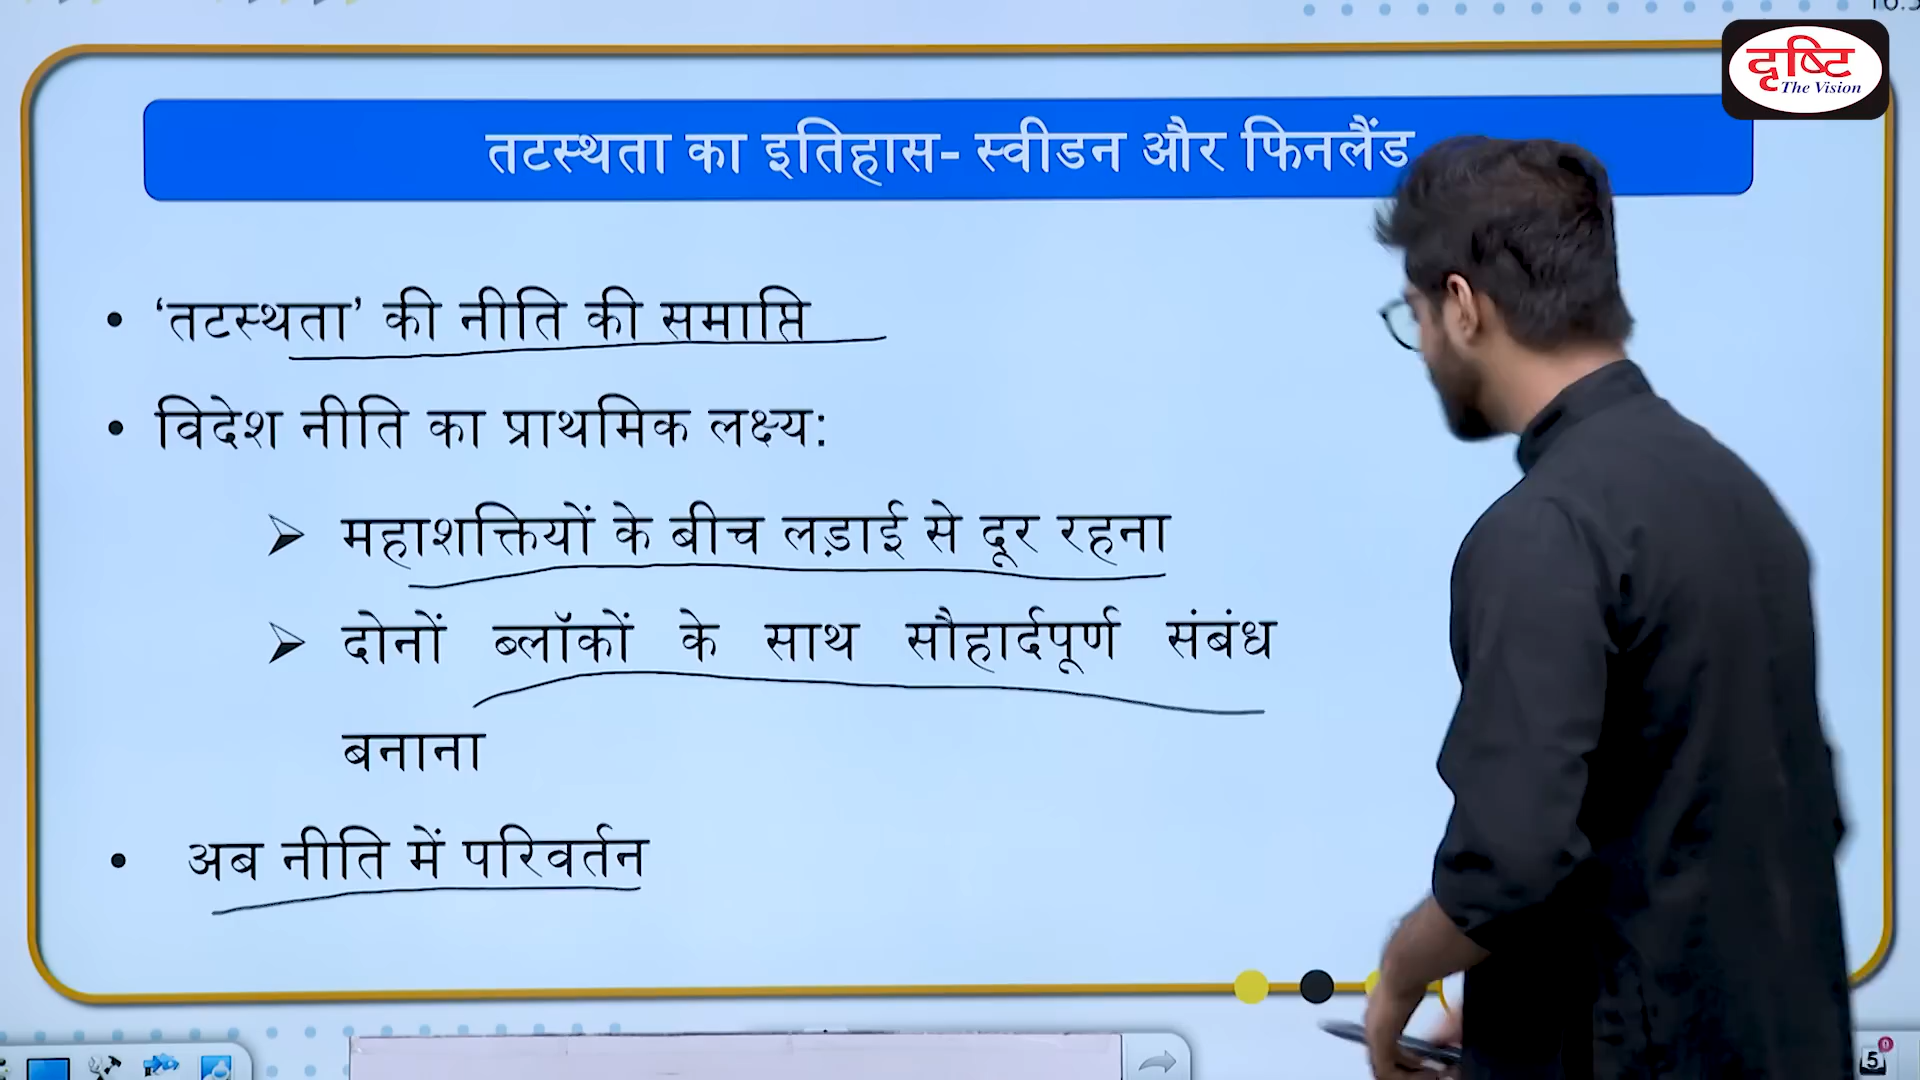 दृष्टि
The Vision
तटस्थता का इतिहास- स्वीडन और फिनलैंड
• ‘तटस्थता’ की नीति की समाप्ति
• विदेश नीति का प्राथमिक लक्ष्य:
➢ महाशक्तियों के बीच लड़ाई से दूर रहना
➢ दोनों ब्लॉकों के साथ सौहार्दपूर्ण संबंध
बनाना
• अब नीति में परिवर्तन
5